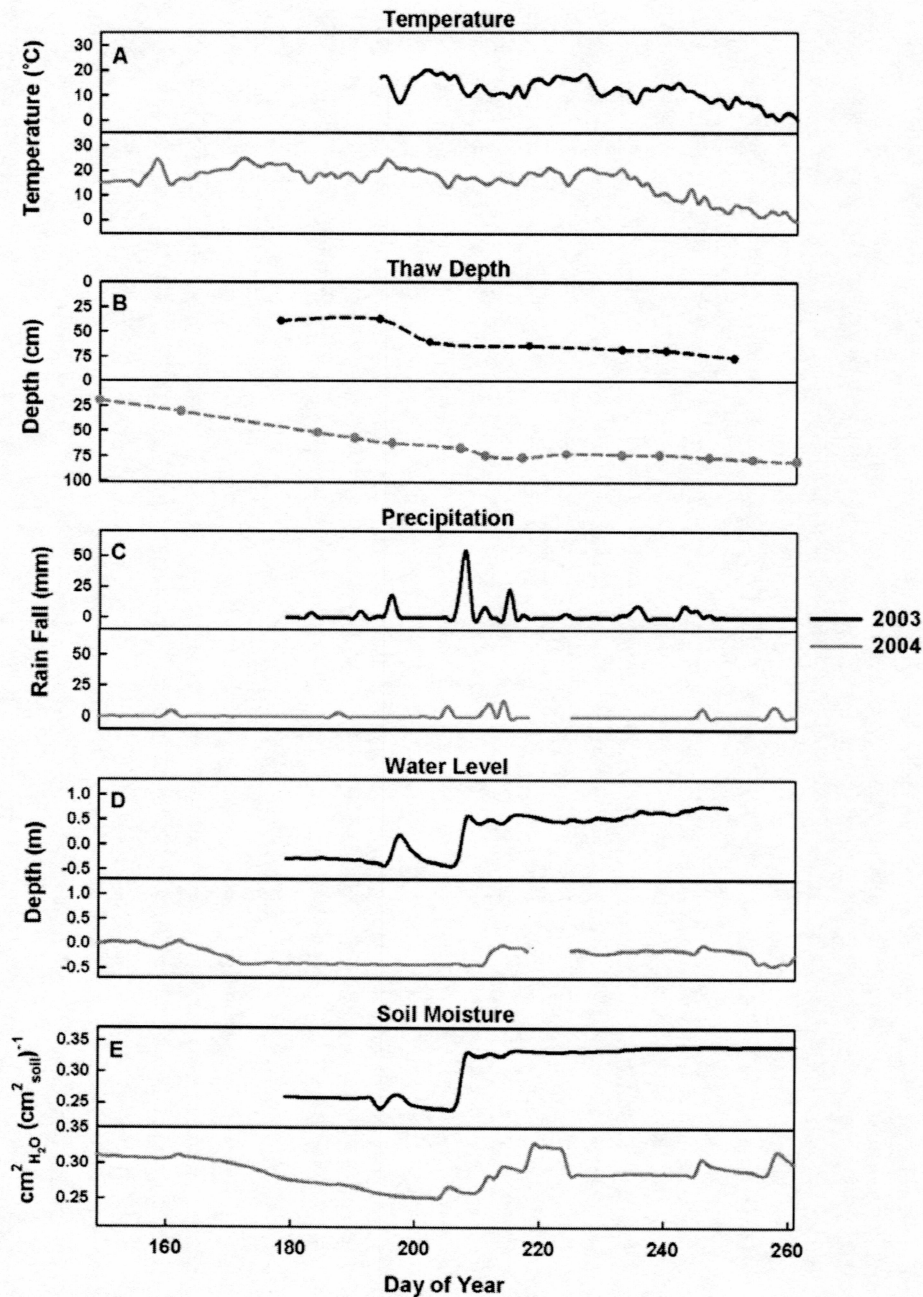 Temperature
A
Temperature (°C)
30
20
10
0
30
20
10
0
Thaw Depth
B
Depth (cm)
0
25
50
75
0
25
50
75
100
Precipitation
C
Rain Fall (mm)
50
25
0
50
25
0
2003
2004
Water Level
D
Depth (m)
1.0
0.5
0.0
-0.5
1.0
0.5
0.0
-0.5
Soil Moisture
E
cm²H₂O (cm²soil)⁻¹
0.35
0.30
0.25
0.35
0.30
0.25
160 180 200 220 240 260
Day of Year